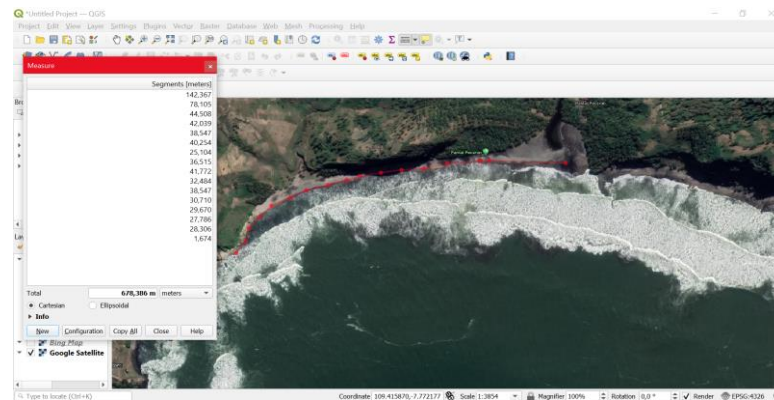 *Untitled Project — QGIS
Project Edit View Layer Settings Plugins Vector Raster Database Web Mesh Processing Help
Measure
Segments [meters]
142,367
78,105
44,508
42,039
38,547
40,254
25,104
36,515
41,772
32,484
38,547
30,710
29,670
27,786
28,306
1,674
Total 678,386 m meters
Cartesian Ellipsoidal
Info
New Configuration Copy All Close Help
Bing Map
Google Satellite
Type to locate (Ctrl+K) Coordinate 109.415870,-7.772177 Scale 1:3854 Magnifier 100% Rotation 0,0 ° Render EPSG:4326